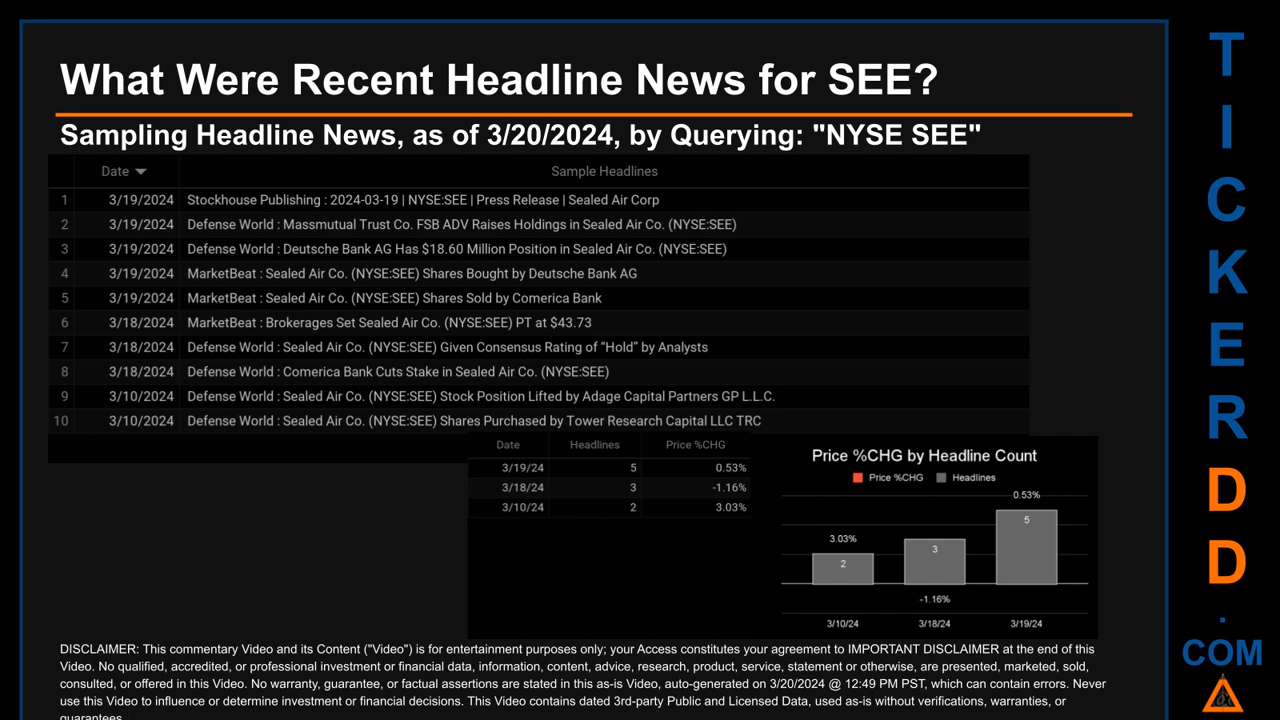 What Were Recent Headline News for SEE?
Sampling Headline News, as of 3/20/2024, by Querying: "NYSE SEE"
Date Sample Headlines
1 3/19/2024 Stockhouse Publishing : 2024-03-19 | NYSE:SEE | Press Release | Sealed Air Corp
2 3/19/2024 Defense World : Massmutual Trust Co. FSB ADV Raises Holdings in Sealed Air Co. (NYSE:SEE)
3 3/19/2024 Defense World : Deutsche Bank AG Has $18.60 Million Position in Sealed Air Co. (NYSE:SEE)
4 3/19/2024 MarketBeat : Sealed Air Co. (NYSE:SEE) Shares Bought by Deutsche Bank AG
5 3/19/2024 MarketBeat : Sealed Air Co. (NYSE:SEE) Shares Sold by Comerica Bank
6 3/18/2024 MarketBeat : Brokerages Set Sealed Air Co. (NYSE:SEE) PT at $43.73
7 3/18/2024 Defense World : Sealed Air Co. (NYSE:SEE) Given Consensus Rating of “Hold” by Analysts
8 3/18/2024 Defense World : Comerica Bank Cuts Stake in Sealed Air Co. (NYSE:SEE)
9 3/10/2024 Defense World : Sealed Air Co. (NYSE:SEE) Stock Position Lifted by Adage Capital Partners GP L.L.C.
10 3/10/2024 Defense World : Sealed Air Co. (NYSE:SEE) Shares Purchased by Tower Research Capital LLC TRC
Date Headlines Price %CHG
3/19/24 5 0.53%
3/18/24 3 -1.16%
3/10/24 2 3.03%
Price %CHG by Headline Count
Price %CHG Headlines
0.53%
5
3.03%
3
2
-1.16%
3/10/24 3/18/24 3/19/24
DISCLAIMER: This commentary Video and its Content ("Video") is for entertainment purposes only; your Access constitutes your agreement to IMPORTANT DISCLAIMER at the end of this
Video. No qualified, accredited, or professional investment or financial data, information, content, advice, research, product, service, statement or otherwise, are presented, marketed, sold,
consulted, or offered in this Video. No warranty, guarantee, or factual assertions are stated in this as-is Video, auto-generated on 3/20/2024 @ 12:49 PM PST, which can contain errors. Never
use this Video to influence or determine investment or financial decisions. This Video contains dated 3rd-party Public and Licensed Data, used as-is without verifications, warranties, or
guarantees.
T
I
C
K
E
R
D
D
.
COM